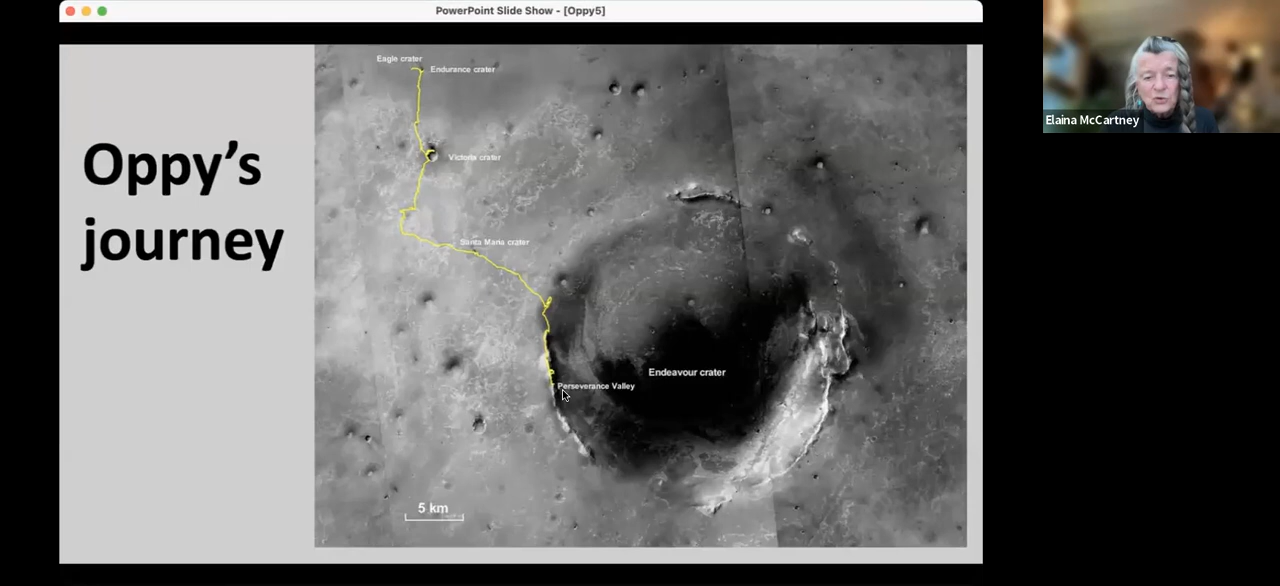 PowerPoint Slide Show - [Oppy5]
Elaina McCartney
Oppy's
journey
Eagle crater
Endurance crater
Victoria crater
Santa Maria crater
Endeavour crater
Perseverance Valley
5 km